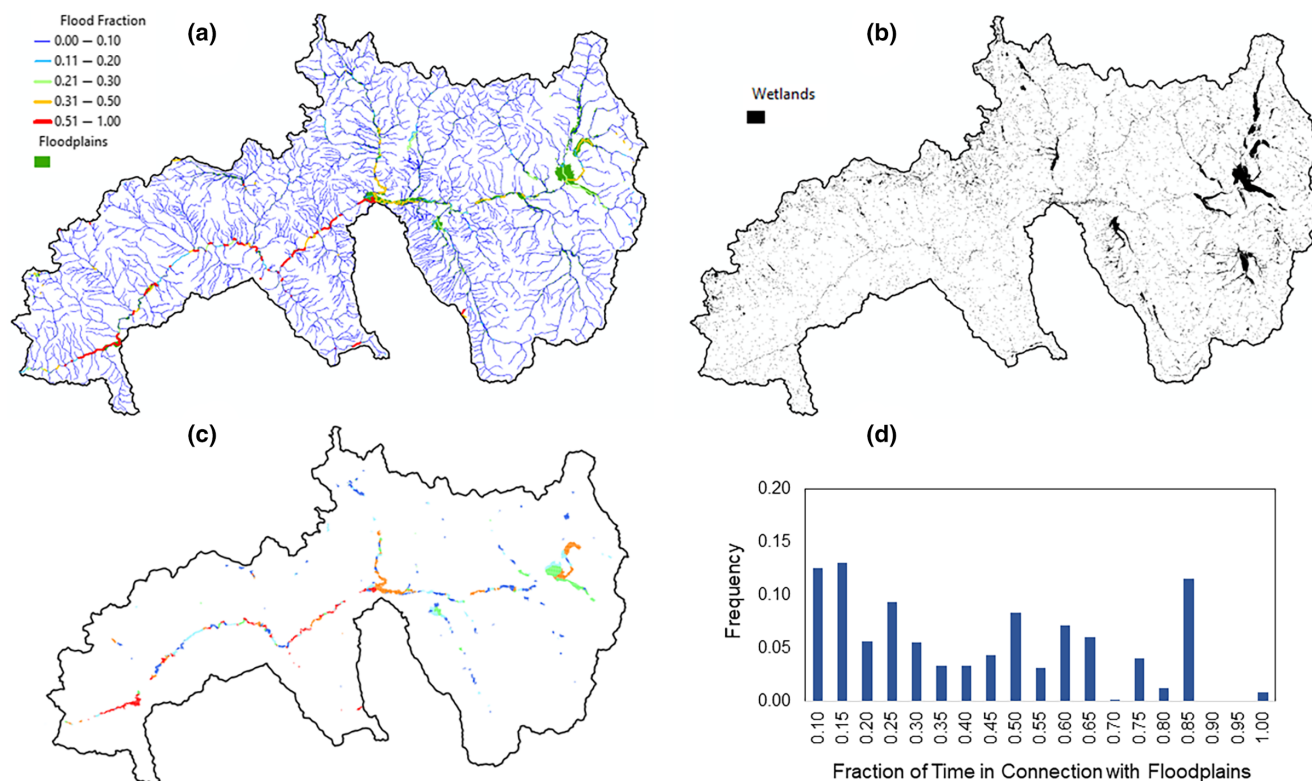 Flood Fraction
(a)
0.00 — 0.10
0.11 — 0.20
0.21 — 0.30
0.31 — 0.50
0.51 — 1.00
Floodplains
(b)
Wetlands
(c)
(d)
0.20
0.15
0.10
0.05
0.00
Frequency
0.10 0.15 0.20 0.25 0.30 0.35 0.40 0.45 0.50 0.55 0.60 0.65 0.70 0.75 0.80 0.85 0.90 0.95 1.00
Fraction of Time in Connection with Floodplains